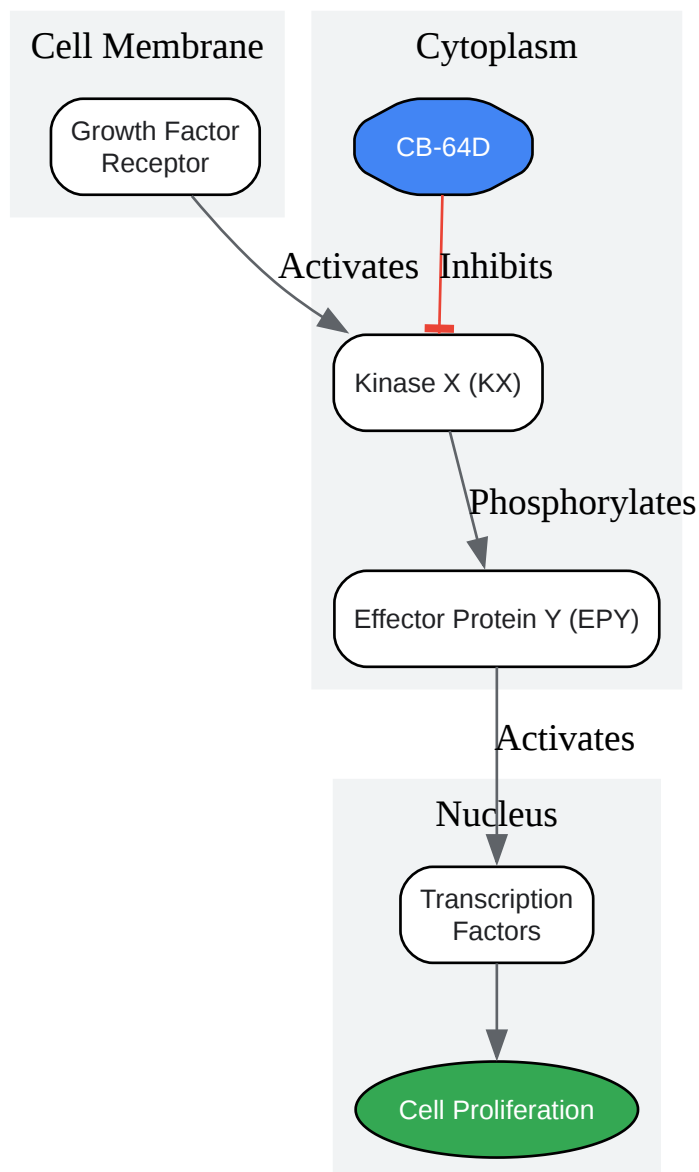 Cell Membrane
Cytoplasm
Growth Factor
Receptor
CB-64D
Activates
Inhibits
Kinase X (KX)
Phosphorylates
Effector Protein Y (EPY)
Activates
Nucleus
Transcription
Factors
Cell Proliferation